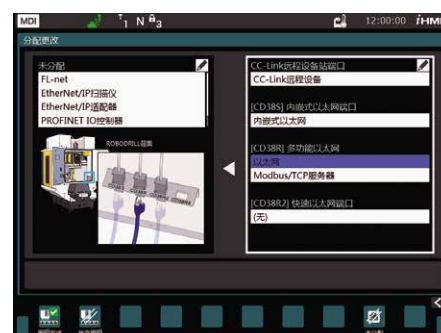 MDI
T1 N a3
12:00:00 iHMI
分配更改
未分配
FL-net
EtherNet/IP扫描仪
EtherNet/IP适配器
PROFINET IO控制器
ROBODRILL
CC-Link远程设备站端口
CC-Link远程设备
[CD38S] 内嵌式以太网端口
内嵌式以太网
[CD38R] 多功能以太网
以太网
Modbus/TCP服务器
[CD38R2] 快速以太网端口
(无)
未分配